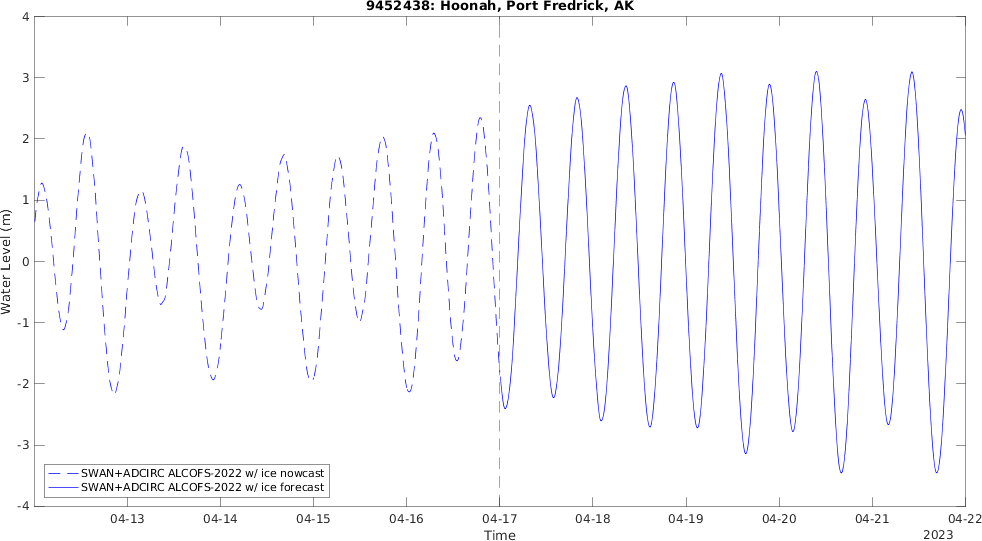 9452438: Hoonah, Port Fredrick, AK
Water Level (m)
4
3
2
1
0
-1
-2
-3
-4
SWAN+ADCIRC ALCOFS-2022 w/ ice nowcast
SWAN+ADCIRC ALCOFS-2022 w/ ice forecast
04-13 04-14 04-15 04-16 04-17 04-18 04-19 04-20 04-21 04-22
Time
2023